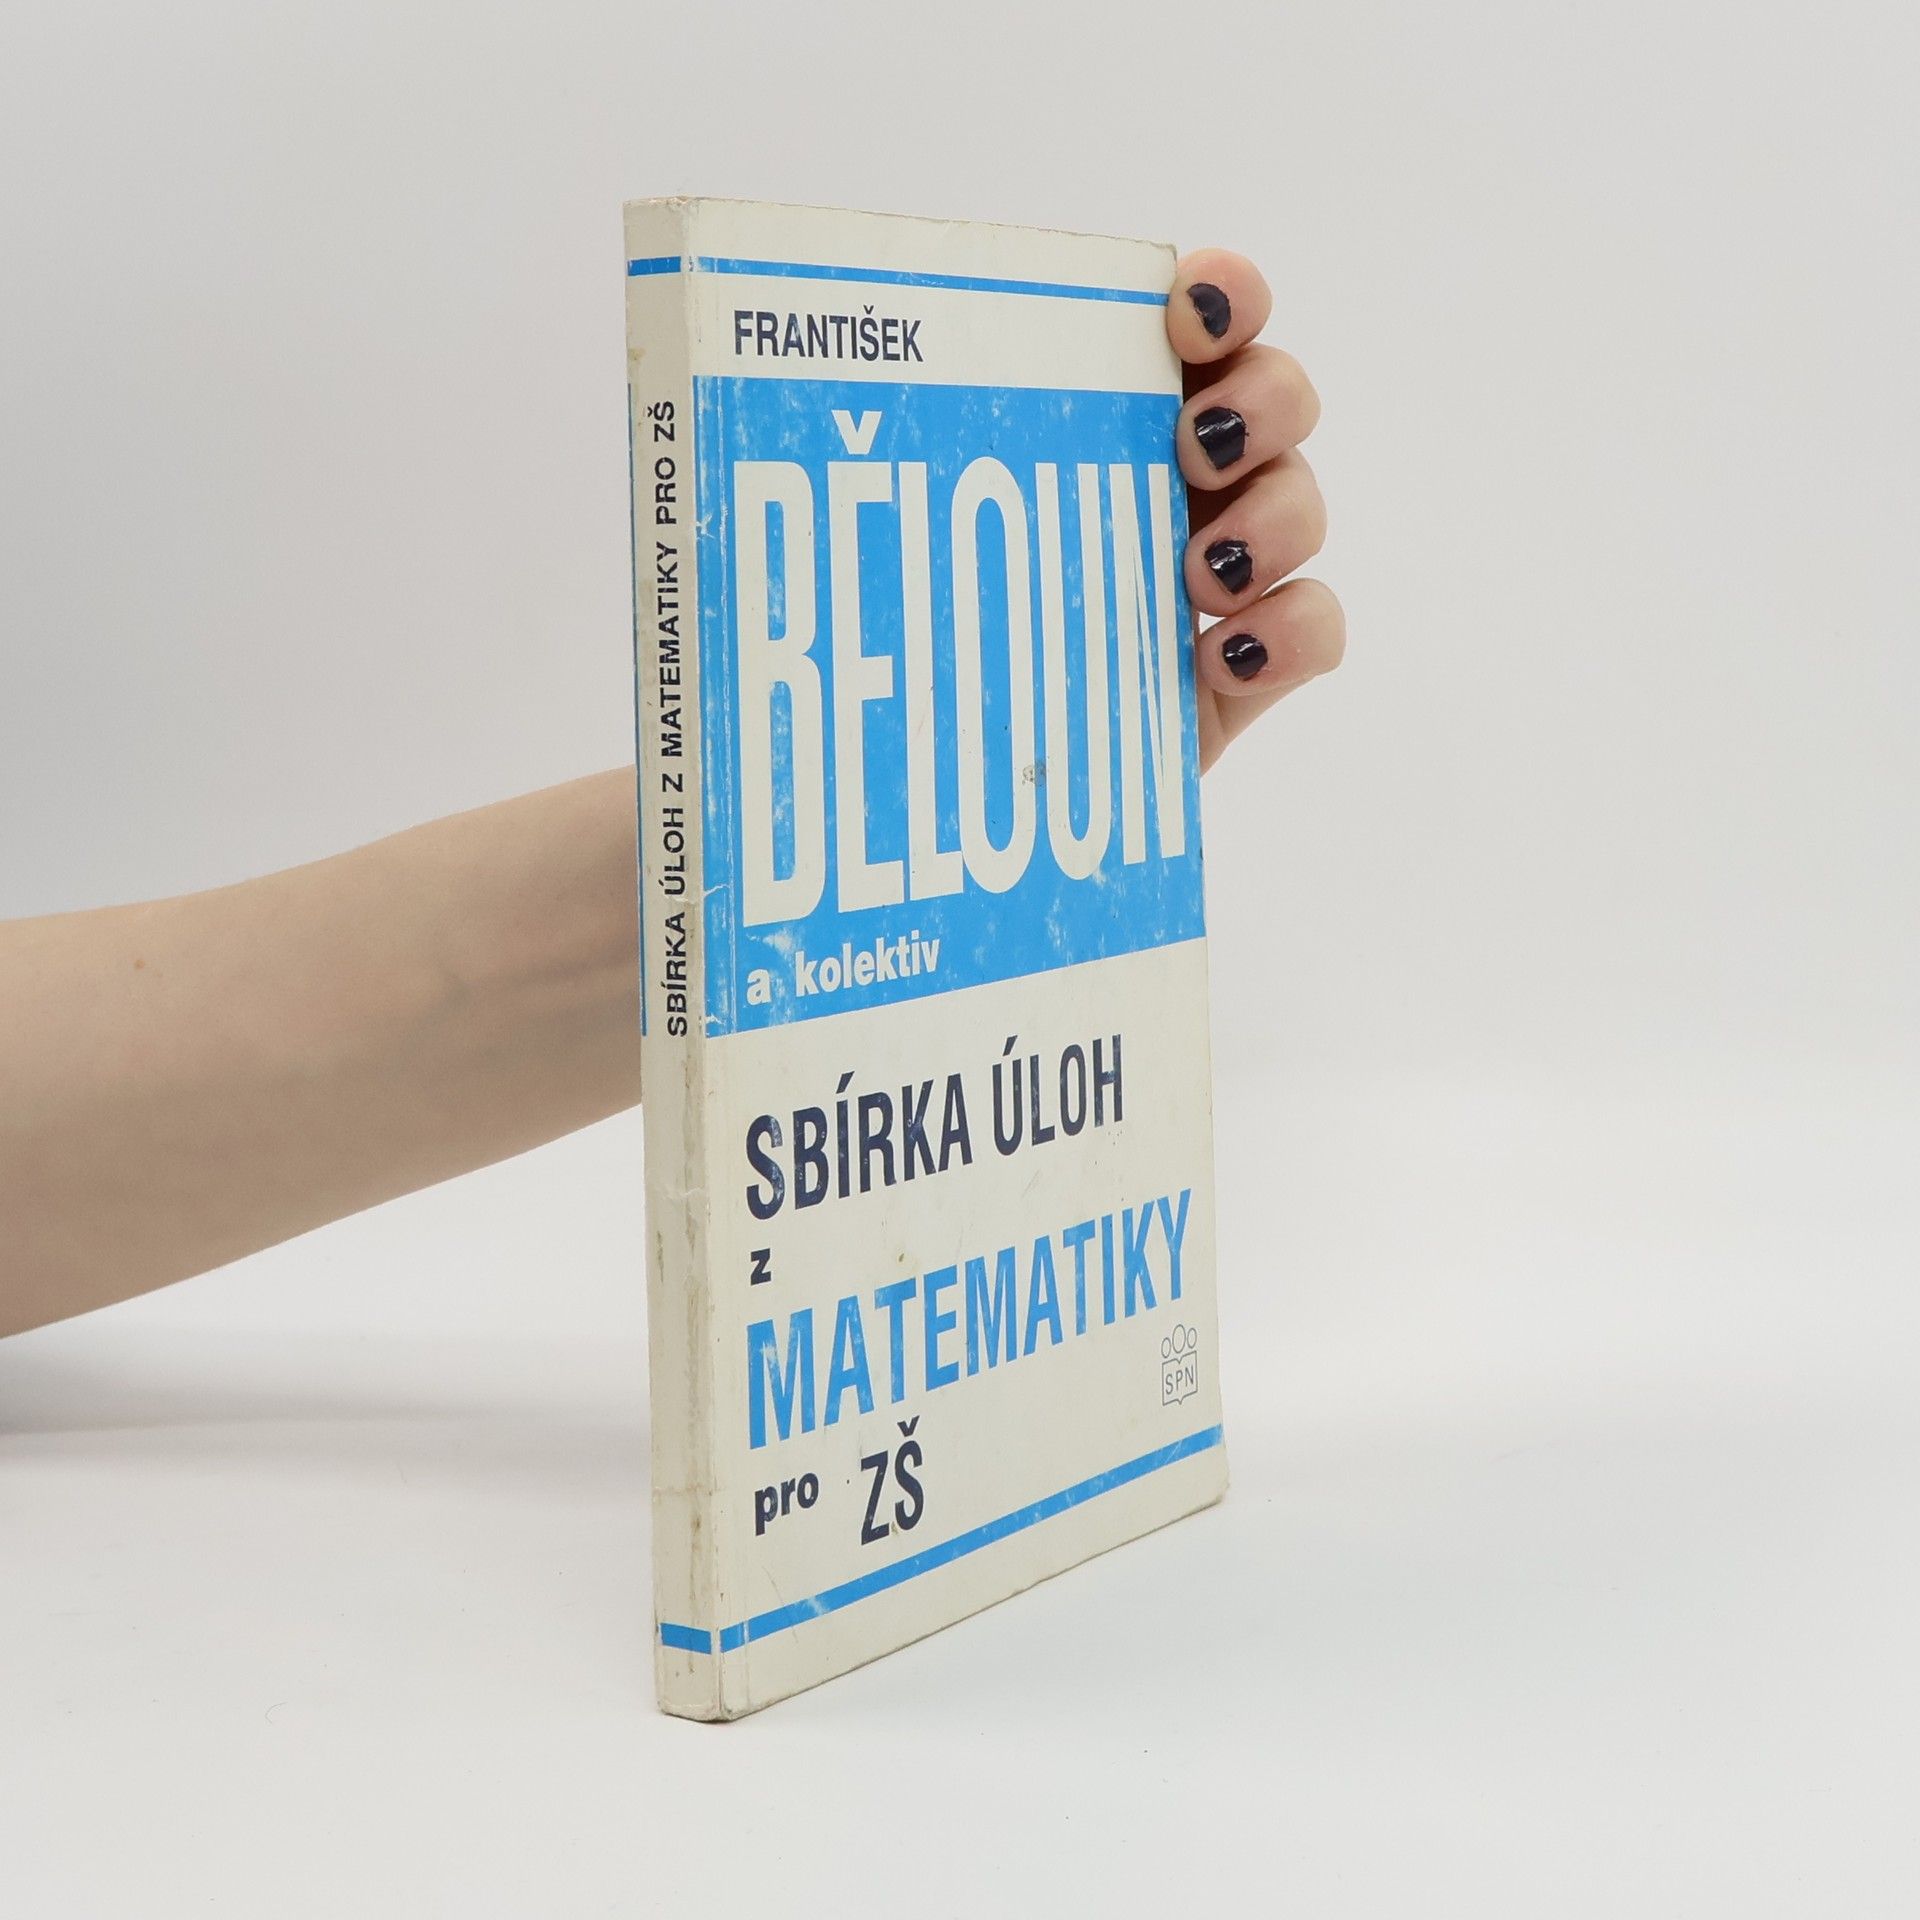 SBÍRKA ÚLOH Z MATEMATIKY PRO ZŠ
FRANTIŠEK
BĚLOUN
a kolektiv
SBÍRKA ÚLOH
z
MATEMATIKY
pro ZŠ
SPN